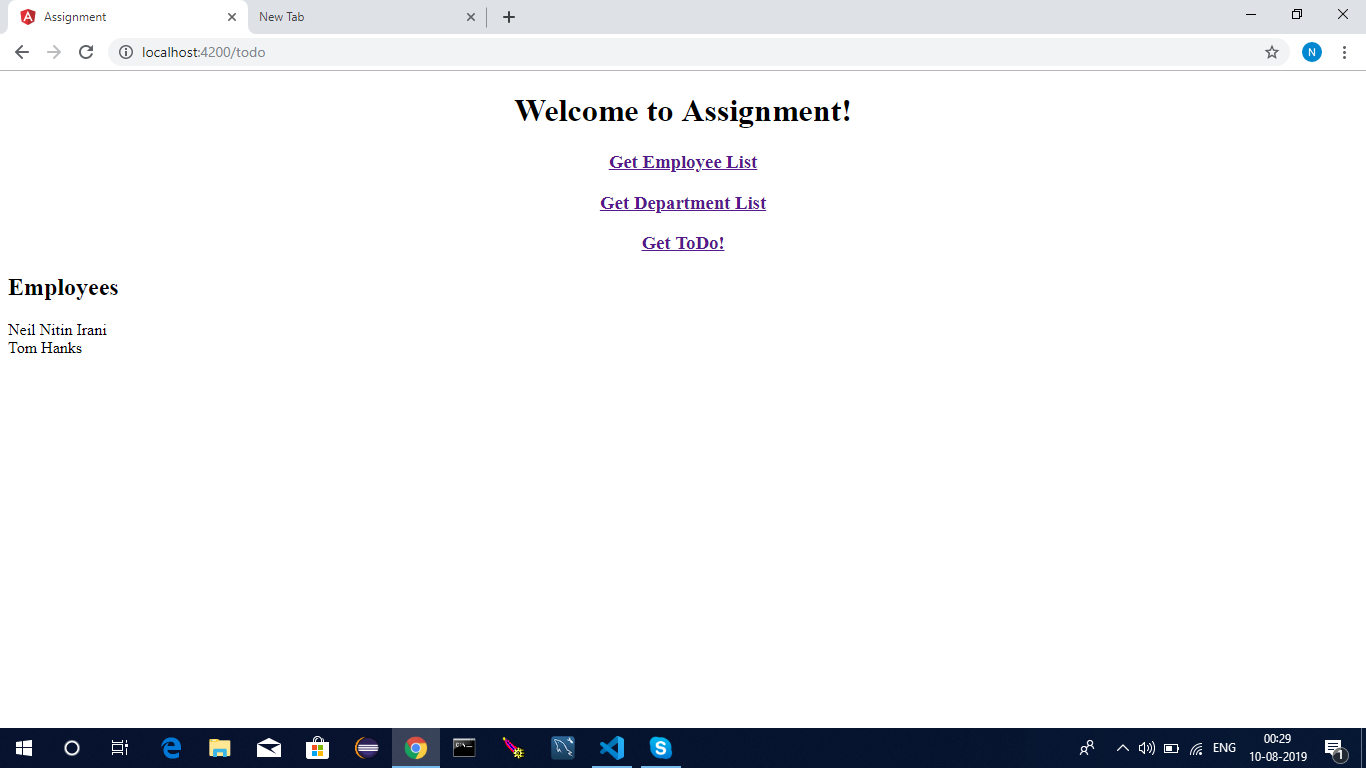 Assignment
New Tab
localhost:4200/todo
N
Welcome to Assignment!
Get Employee List
Get Department List
Get ToDo!
Employees
Neil Nitin Irani
Tom Hanks
ENG
00:29
10-08-2019
1